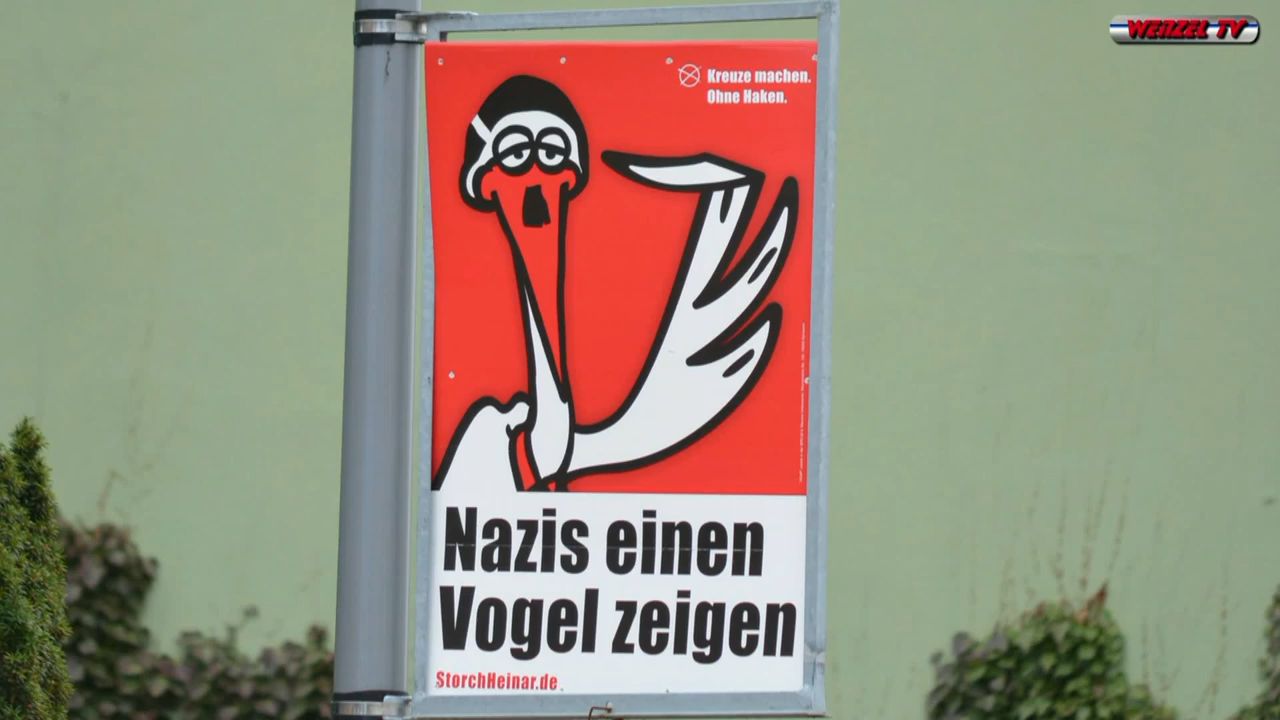 WENZEL TV
Kreuze machen.
Ohne Haken.
Nazis einen
Vogel zeigen
StorchHeinar.de